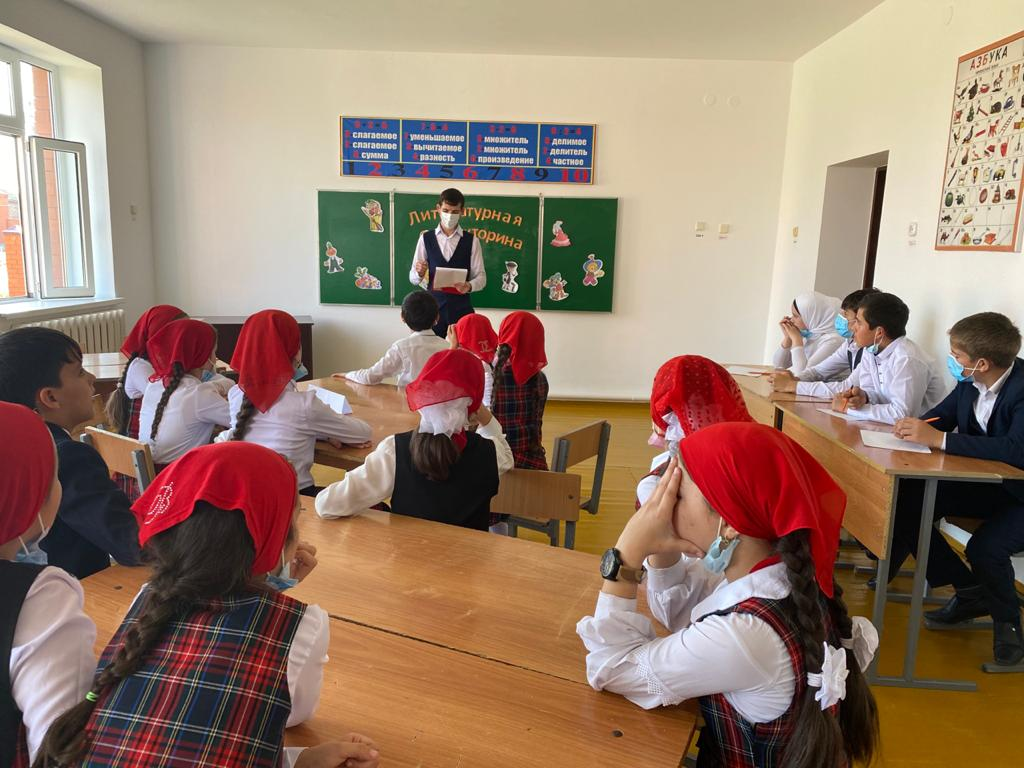 слагаемое
слагаемое
сумма
уменьшаемое
вычитаемое
разность
множитель
множитель
произведение
делимое
делитель
частное
1 2 3 4 5 6 7 8 9 10
АЗБУКА
Литературная